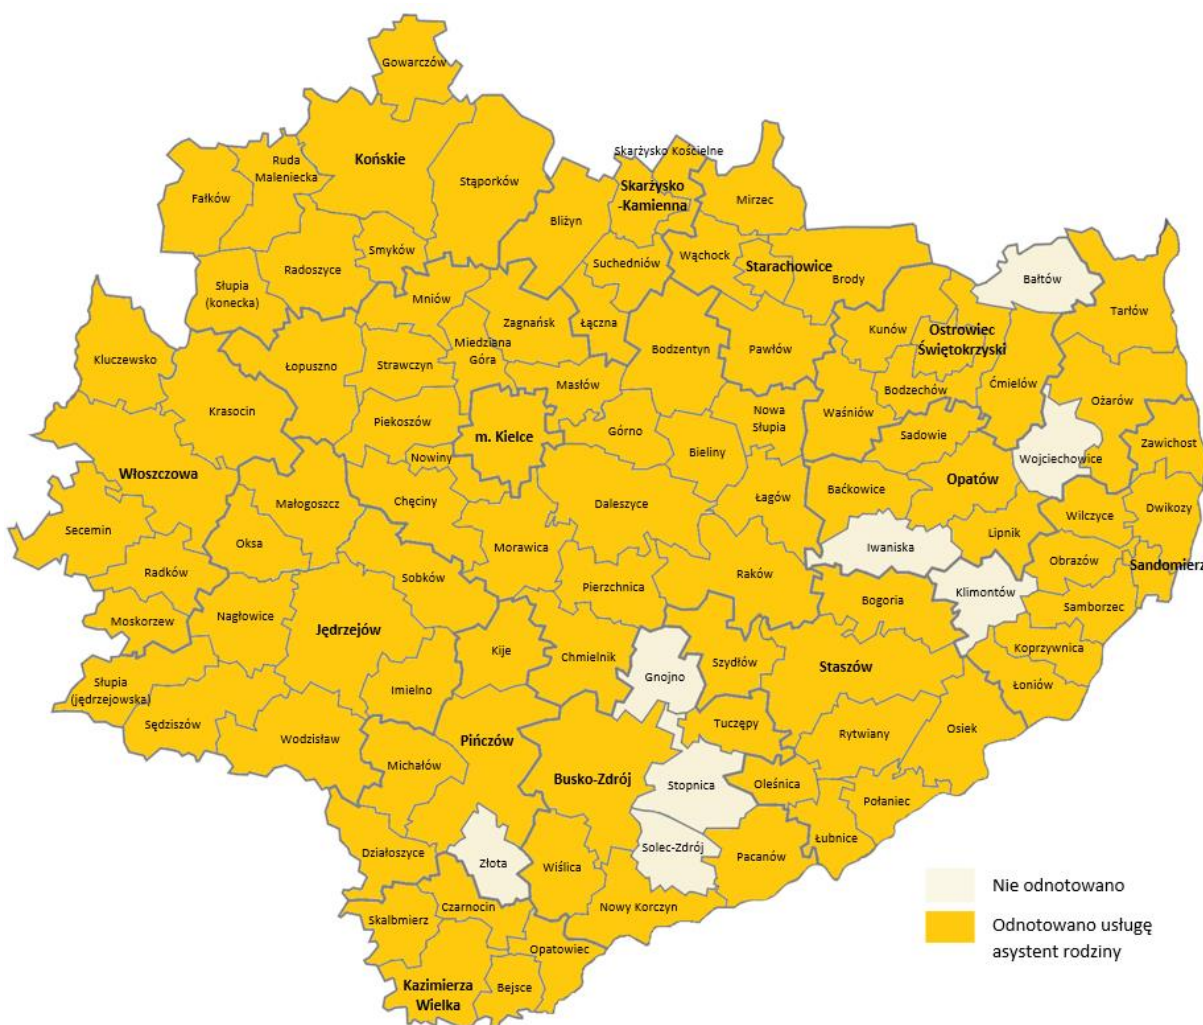 Gowarczów
Końskie
Stąporków
Ruda
Maleniecka
Fałków
Smyków
Radoszyce
Słupia
(konecka)
Skarżysko Kościelne
Skarżysko
-Kamienna
Bliżyn
Mirzec
Suchedniów
Wąchock
Starachowice
Brody
Bałtów
Tarłów
Mniów
Zagnańsk
Łączna
Miedziana
Góra
Bodzentyn
Pawłów
Kunów
Ostrowiec
Świętokrzyski
Bodzechów
Ćmielów
Ożarów
Kluczewsko
Krasocin
Łopuszno
Strawczyn
Masłów
Piekoszów
m. Kielce
Nowiny
Górno
Bieliny
Nowa
Słupia
Waśniów
Sadowie
Wojciechowice
Zawichost
Włoszczowa
Małogoszcz
Chęciny
Daleszyce
Łagów
Baćkowice
Opatów
Dwikozy
Secemin
Oksa
Morawica
Iwaniska
Lipnik
Wilczyce
Radków
Sobków
Pierzchnica
Raków
Klimontów
Obrazów
Sandomierz
Moskorzew
Nagłowice
Jędrzejów
Bogoria
Samborzec
Kije
Chmielnik
Gnojno
Szydłów
Staszów
Koprzywnica
Łoniów
Słupia
(jędrzejowska)
Imielno
Sędziszów
Wodzisław
Pińczów
Tuczępy
Rytwiany
Osiek
Michałów
Busko-Zdrój
Stopnica
Oleśnica
Połaniec
Łubnice
Działoszyce
Złota
Wiślica
Solec-Zdrój
Pacanów
Skalbmierz
Czarnocin
Nowy Korczyn
Opatowiec
Kazimierza
Wielka
Bejsce
Nie odnotowano
Odnotowano usługę
asystent rodziny